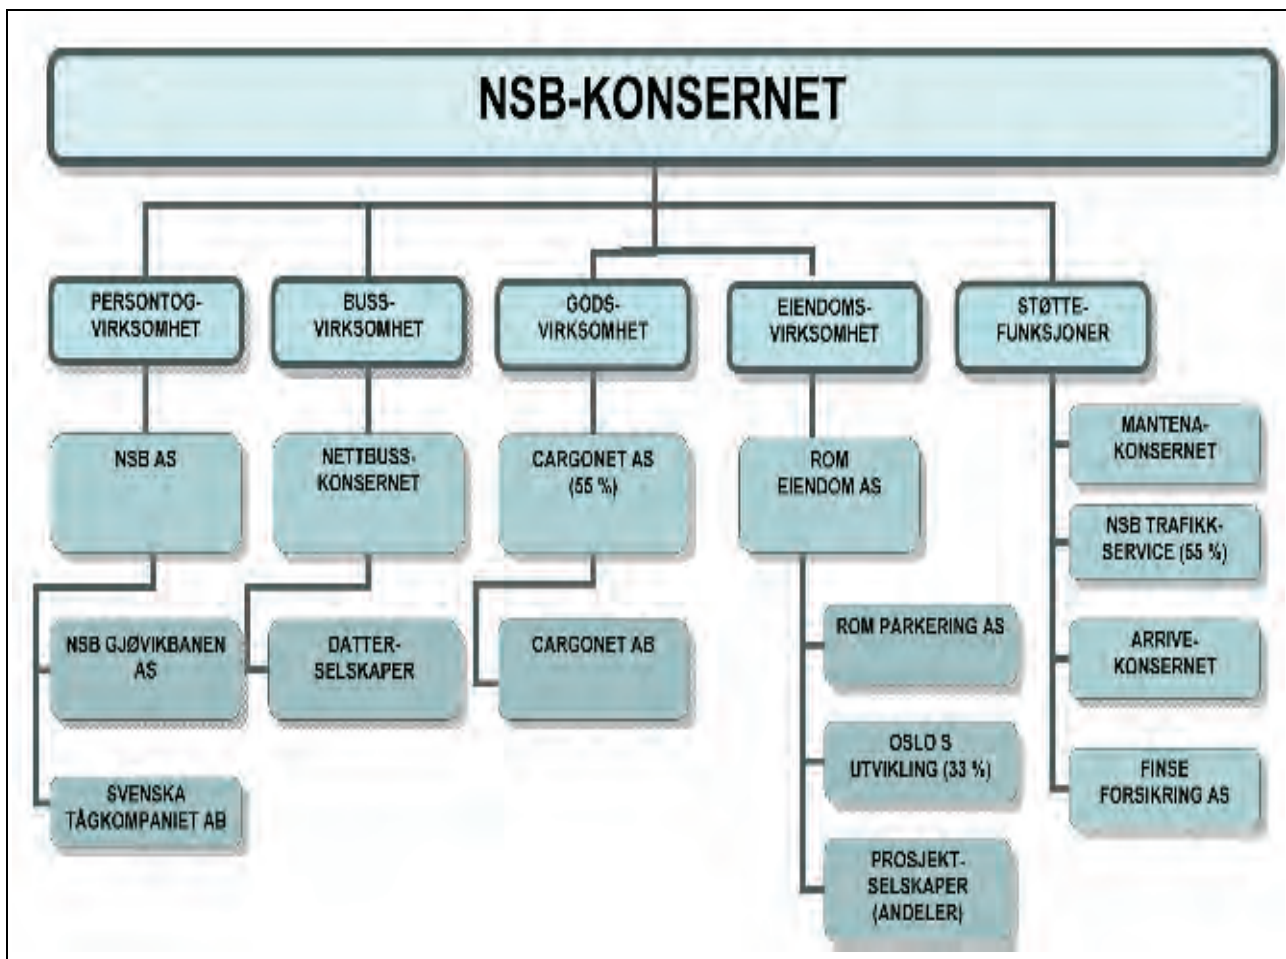 NSB-KONSERNET
PERSONTOG-
VIRKSOMHET
BUSS-
VIRKSOMHET
GODS-
VIRKSOMHET
EIENDOMS-
VIRKSOMHET
STØTTE-
FUNKSJONER
NSB AS
NETTBUSS-
KONSERNET
CARGONET AS
(55 %)
ROM
EIENDOM AS
MANTENA-
KONSERNET
NSB TRAFIKK-
SERVICE (55 %)
NSB GJØVIKBANEN
AS
DATTER-
SELSKAPER
CARGONET AB
ROM PARKERING AS
ARRIVE-
KONSERNET
SVENSKA
TÅGKOMPANIET AB
OSLO S
UTVIKLING (33 %)
FINSE
FORSIKRING AS
PROSJEKT-
SELSKAPER
(ANDELER)